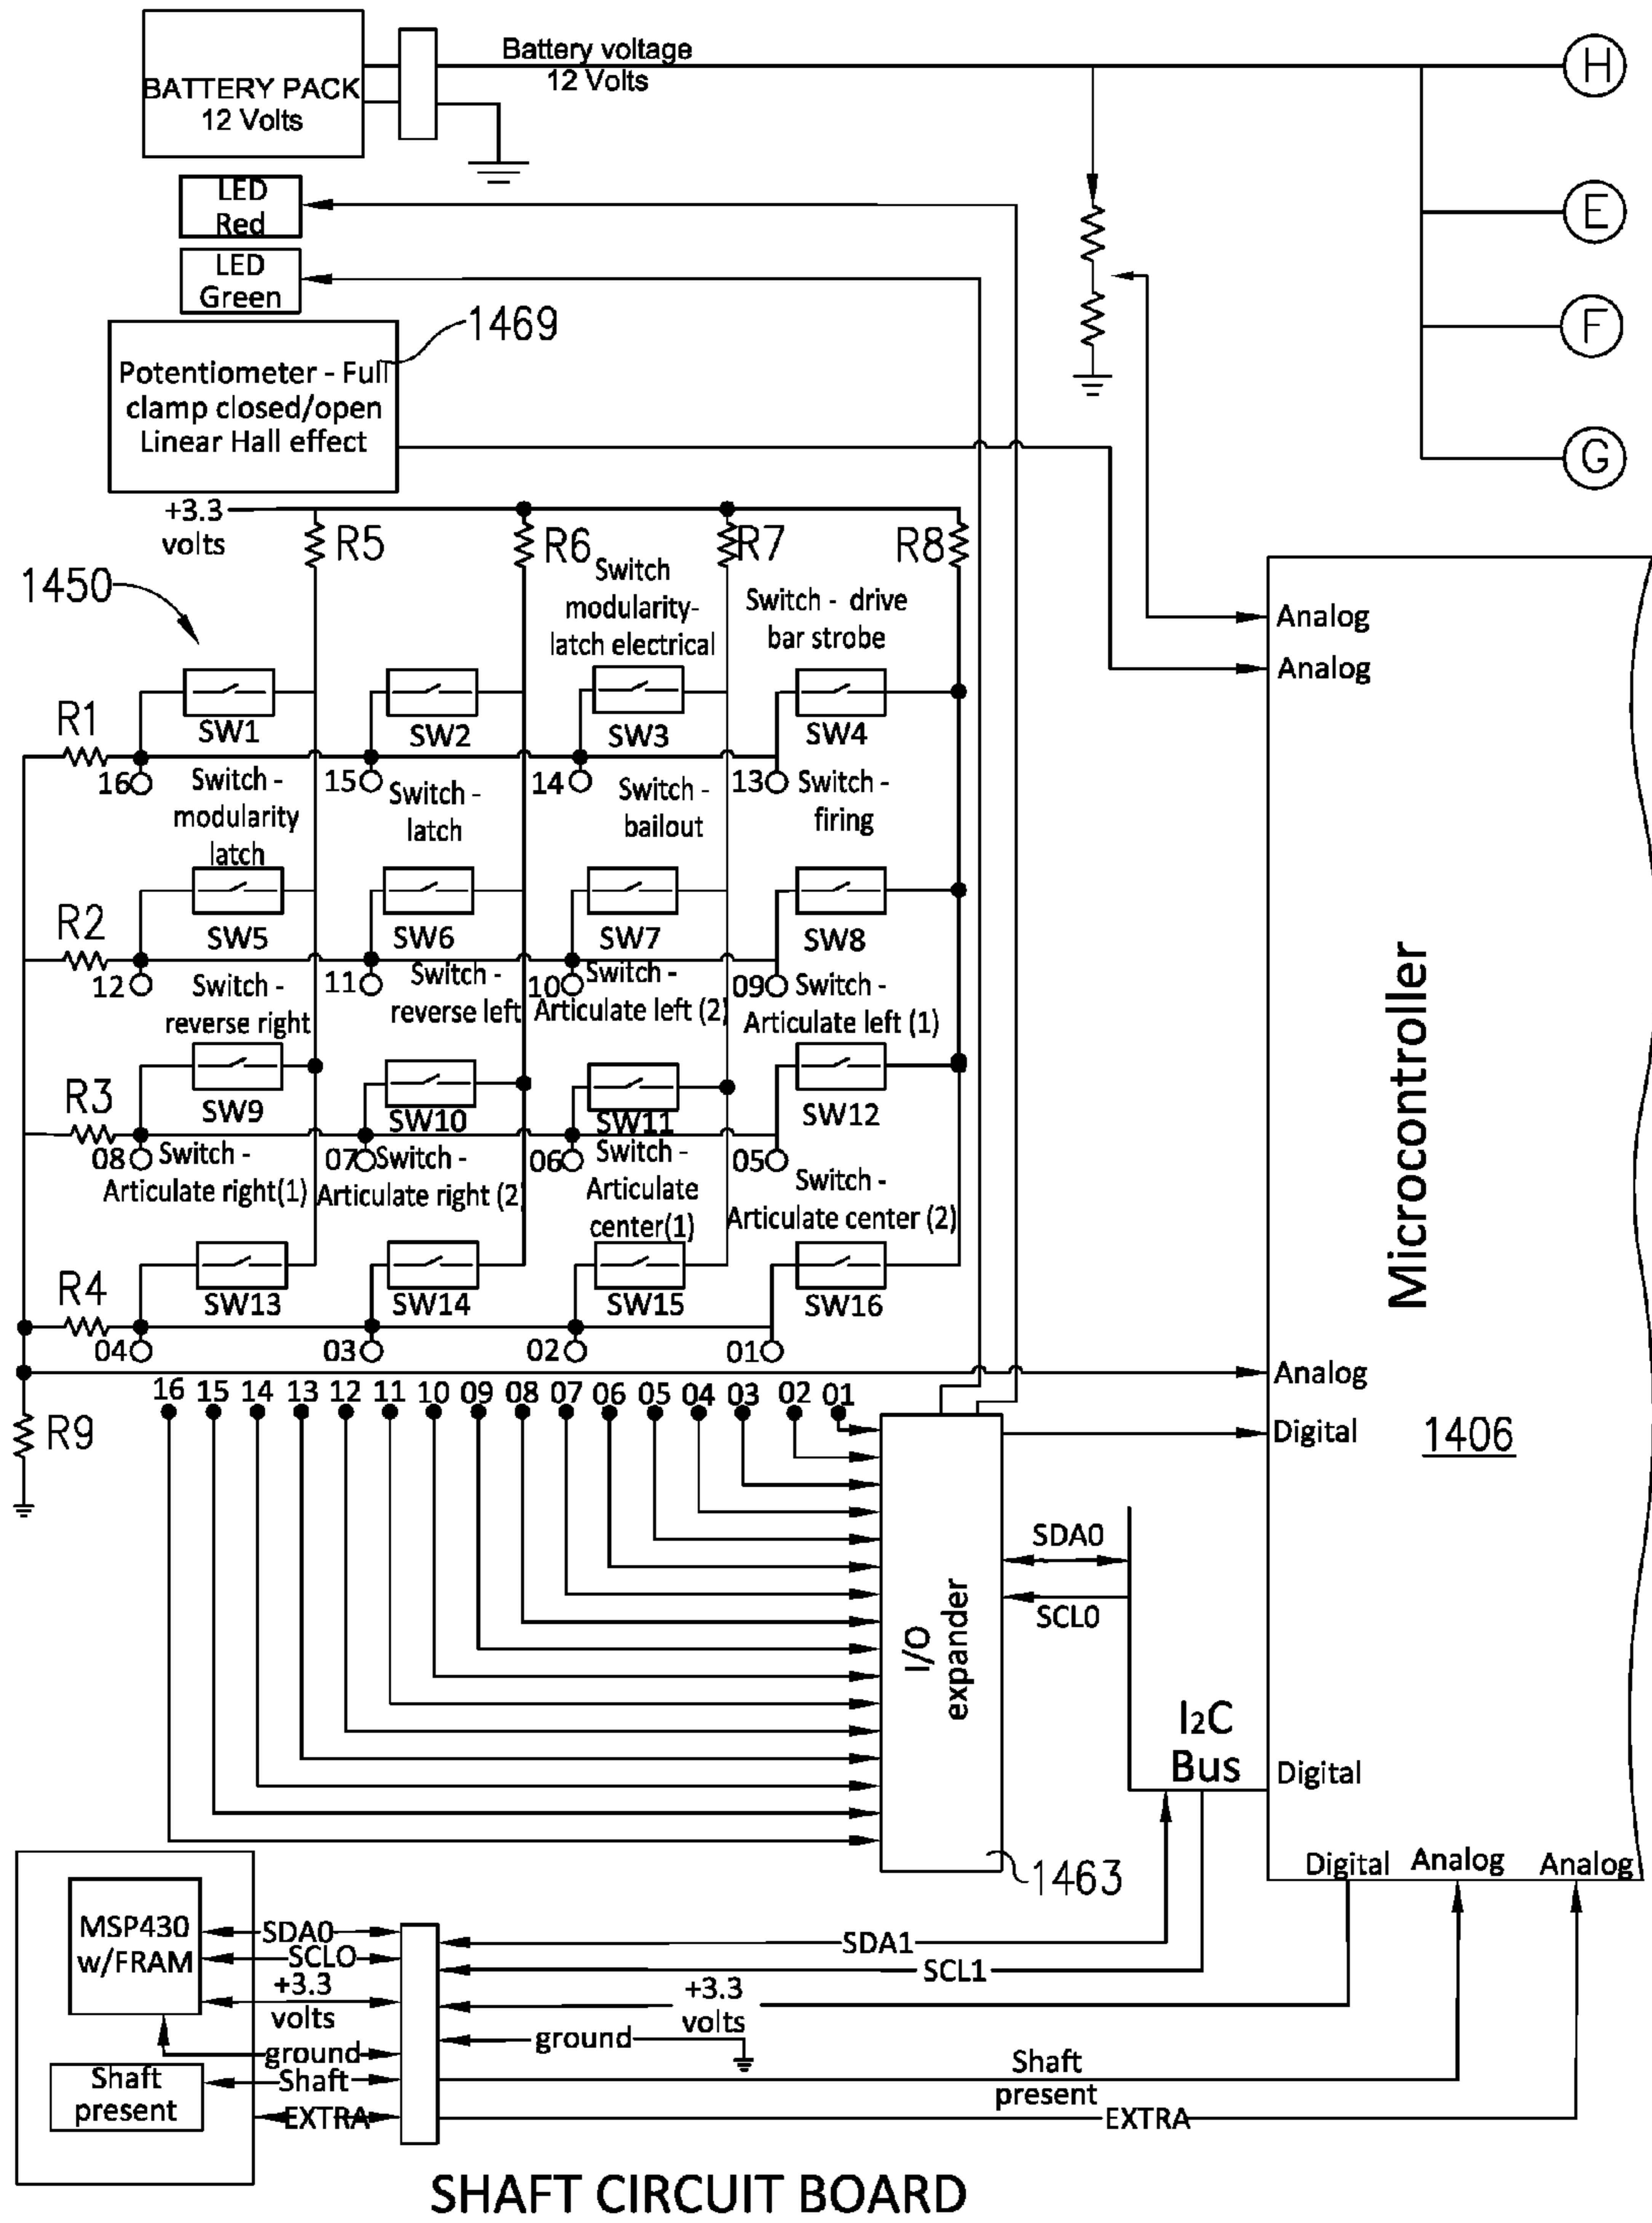 BATTERY PACK
12 Volts
Battery voltage
12 Volts
H
E
F
G
LED
Red
LED
Green
1469
Potentiometer - Full
clamp closed/open
Linear Hall effect
+3.3
volts
R5
R6
R7
R8
1450
Switch
modularity-
latch electrical
Switch - drive
bar strobe
Analog
Analog
R1
SW1
SW2
SW3
SW4
16
15
14
13
Switch -
modularity
latch
Switch -
latch
Switch -
bailout
Switch -
firing
R2
SW5
SW6
SW7
SW8
12
11
10
09
Switch -
reverse right
Switch -
reverse left
Switch -
Articulate left (2)
Switch -
Articulate left (1)
R3
SW9
SW10
SW11
SW12
08
07
06
05
Switch -
Articulate right(1)
Switch -
Articulate right (2
Switch -
Articulate
center(1)
Switch -
Articulate center (2)
R4
SW13
SW14
SW15
SW16
04
03
02
01
Microcontroller
1406
Analog
Digital
16 15 14 13 12 11 10 09 08 07 06 05 04 03 02 01
R9
I/O
expander
SDA0
SCL0
I2C
Bus
Digital
1463
Digital
Analog
Analog
MSP430
w/FRAM
SDA0
SCLO
+3.3
volts
ground
Shaft
EXTRA
Shaft
present
SDA1
SCL1
+3.3
volts
ground
Shaft
present
EXTRA
SHAFT CIRCUIT BOARD